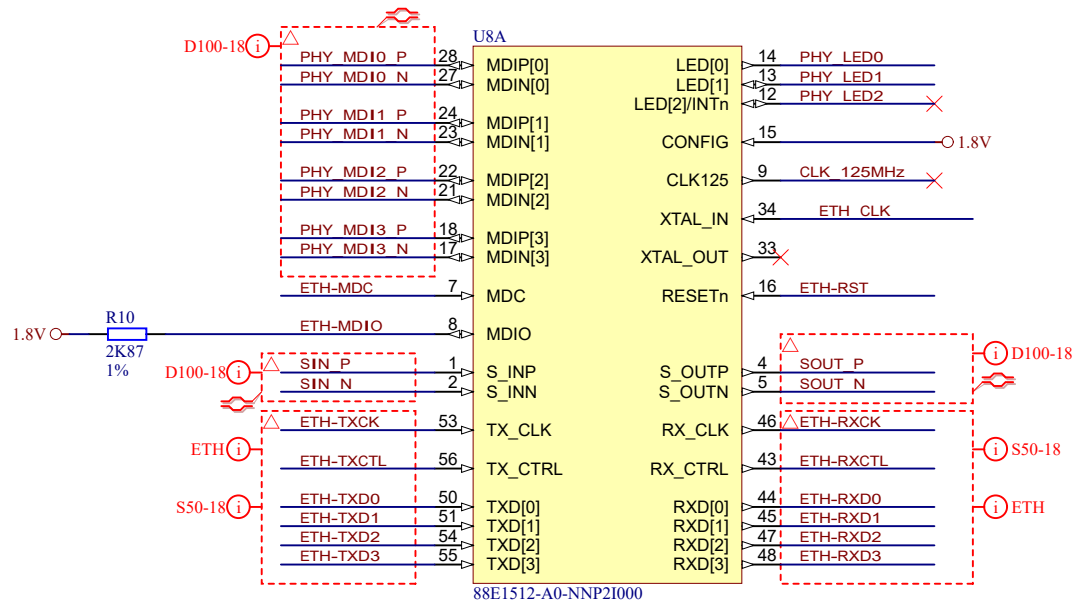 U8A
D100-18 i
PHY_MDI0_P 28 MDIP[0] LED[0] 14 PHY_LED0
PHY_MDI0_N 27 MDIN[0] LED[1] 13 PHY_LED1
LED[2]/INTn 12 PHY_LED2
PHY_MDI1_P 24 MDIP[1]
PHY_MDI1_N 23 MDIN[1] CONFIG 15 1.8V
PHY_MDI2_P 22 MDIP[2] CLK125 9 CLK_125MHz
PHY_MDI2_N 21 MDIN[2]
XTAL_IN 34 ETH_CLK
PHY_MDI3_P 18 MDIP[3]
PHY_MDI3_N 17 MDIN[3] XTAL_OUT 33
ETH-MDC 7 MDC RESETn 16 ETH-RST
R10
1.8V ETH-MDIO 8 MDIO
2K87
1%
i D100-18
D100-18 i SIN_P 1 S_INP S_OUTP 4 SOUT_P
SIN_N 2 S_INN S_OUTN 5 SOUT_N
ETH-TXCK 53 TX_CLK RX_CLK 46 ETH-RXCK
ETH i i S50-18
ETH-TXCTL 56 TX_CTRL RX_CTRL 43 ETH-RXCTL
S50-18 i ETH-TXD0 50 TXD[0] RXD[0] 44 ETH-RXD0 i ETH
ETH-TXD1 51 TXD[1] RXD[1] 45 ETH-RXD1
ETH-TXD2 54 TXD[2] RXD[2] 47 ETH-RXD2
ETH-TXD3 55 TXD[3] RXD[3] 48 ETH-RXD3
88E1512-A0-NNP2I000